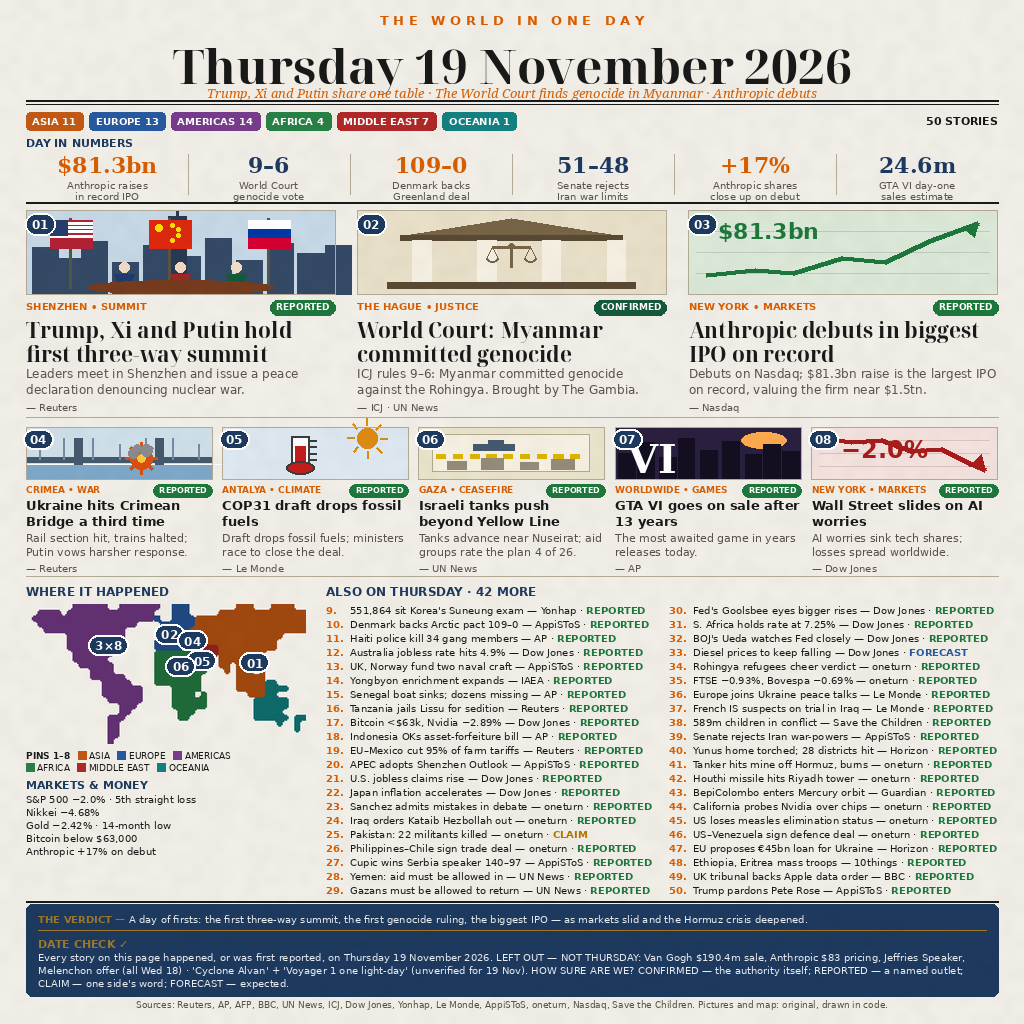 THE WORLD IN ONE DAY
Thursday 19 November 2026
Trump, Xi and Putin share one table · The World Court finds genocide in Myanmar · Anthropic debuts
ASIA 11 EUROPE 13 AMERICAS 14 AFRICA 4 MIDDLE EAST 7 OCEANIA 1 50 STORIES
DAY IN NUMBERS
$81.3bn 9–6 109–0 51–48 +17% 24.6m
Anthropic raises World Court Denmark backs Senate rejects Anthropic shares GTA VI day-one
in record IPO genocide vote Greenland deal Iran war limits close up on debut sales estimate
01 02 03 $81.3bn
SHENZHEN • SUMMIT REPORTED
Trump, Xi and Putin hold
first three-way summit
Leaders meet in Shenzhen and issue a peace
declaration denouncing nuclear war.
— Reuters
THE HAGUE • JUSTICE CONFIRMED
World Court: Myanmar
committed genocide
ICJ rules 9–6: Myanmar committed genocide
against the Rohingya. Brought by The Gambia.
— ICJ · UN News
NEW YORK • MARKETS REPORTED
Anthropic debuts in biggest
IPO on record
Debuts on Nasdaq; $81.3bn raise is the largest IPO
on record, valuing the firm near $1.5tn.
— Nasdaq
04 05 06 07 VI 08 −2.0%
CRIMEA • WAR REPORTED
Ukraine hits Crimean
Bridge a third time
Rail section hit, trains halted;
Putin vows harsher response.
— Reuters
ANTALYA • CLIMATE REPORTED
COP31 draft drops fossil
fuels
Draft drops fossil fuels; ministers
race to close the deal.
— Le Monde
GAZA • CEASEFIRE REPORTED
Israeli tanks push
beyond Yellow Line
Tanks advance near Nuseirat; aid
groups rate the plan 4 of 26.
— UN News
WORLDWIDE • GAMES REPORTED
GTA VI goes on sale after
13 years
The most awaited game in years
releases today.
— AP
NEW YORK • MARKETS REPORTED
Wall Street slides on AI
worries
AI worries sink tech shares;
losses spread worldwide.
— Dow Jones
WHERE IT HAPPENED
3×8 02 04 06 05 01
PINS 1–8 ASIA EUROPE AMERICAS
AFRICA MIDDLE EAST OCEANIA
MARKETS & MONEY
S&P 500 −2.0% · 5th straight loss
Nikkei −4.68%
Gold −2.42% · 14-month low
Bitcoin below $63,000
Anthropic +17% on debut
ALSO ON THURSDAY · 42 MORE
9. 551,864 sit Korea's Suneung exam — Yonhap · REPORTED
10. Denmark backs Arctic pact 109–0 — AppiSToS · REPORTED
11. Haiti police kill 34 gang members — AP · REPORTED
12. Australia jobless rate hits 4.9% — Dow Jones · REPORTED
13. UK, Norway fund two naval craft — AppiSToS · REPORTED
14. Yongbyon enrichment expands — IAEA · REPORTED
15. Senegal boat sinks; dozens missing — AP · REPORTED
16. Tanzania jails Lissu for sedition — Reuters · REPORTED
17. Bitcoin <$63k, Nvidia −2.89% — Dow Jones · REPORTED
18. Indonesia OKs asset-forfeiture bill — AP · REPORTED
19. EU–Mexico cut 95% of farm tariffs — Reuters · REPORTED
20. APEC adopts Shenzhen Outlook — AppiSToS · REPORTED
21. U.S. jobless claims rise — Dow Jones · REPORTED
22. Japan inflation accelerates — Dow Jones · REPORTED
23. Sanchez admits mistakes in debate — oneturn · REPORTED
24. Iraq orders Kataib Hezbollah out — oneturn · REPORTED
25. Pakistan: 22 militants killed — oneturn · CLAIM
26. Philippines–Chile sign trade deal — oneturn · REPORTED
27. Cupic wins Serbia speaker 140–97 — AppiSToS · REPORTED
28. Yemen: aid must be allowed in — UN News · REPORTED
29. Gazans must be allowed to return — UN News · REPORTED
30. Fed's Goolsbee eyes bigger rises — Dow Jones · REPORTED
31. S. Africa holds rate at 7.25% — Dow Jones · REPORTED
32. BOJ's Ueda watches Fed closely — Dow Jones · REPORTED
33. Diesel prices to keep falling — Dow Jones · FORECAST
34. Rohingya refugees cheer verdict — oneturn · REPORTED
35. FTSE −0.93%, Bovespa −0.69% — oneturn · REPORTED
36. Europe joins Ukraine peace talks — Le Monde · REPORTED
37. French IS suspects on trial in Iraq — Le Monde · REPORTED
38. 589m children in conflict — Save the Children · REPORTED
39. Senate rejects Iran war-powers — AppiSToS · REPORTED
40. Yunus home torched; 28 districts hit — Horizon · REPORTED
41. Tanker hits mine off Hormuz, burns — oneturn · REPORTED
42. Houthi missile hits Riyadh tower — oneturn · REPORTED
43. BepiColombo enters Mercury orbit — Guardian · REPORTED
44. California probes Nvidia over chips — oneturn · REPORTED
45. US loses measles elimination status — oneturn · REPORTED
46. US–Venezuela sign defence deal — oneturn · REPORTED
47. EU proposes €45bn loan for Ukraine — Horizon · REPORTED
48. Ethiopia, Eritrea mass troops — 10things · REPORTED
49. UK tribunal backs Apple data order — BBC · REPORTED
50. Trump pardons Pete Rose — AppiSToS · REPORTED
THE VERDICT — A day of firsts: the first three-way summit, the first genocide ruling, the biggest IPO — as markets slid and the Hormuz crisis deepened.
DATE CHECK ✓
Every story on this page happened, or was first reported, on Thursday 19 November 2026. LEFT OUT — NOT THURSDAY: Van Gogh $190.4m sale, Anthropic $83 pricing, Jeffries Speaker,
Melenchon offer (all Wed 18) · 'Cyclone Alvan' + 'Voyager 1 one light-day' (unverified for 19 Nov). HOW SURE ARE WE? CONFIRMED — the authority itself; REPORTED — a named outlet;
CLAIM — one side's word; FORECAST — expected.
Sources: Reuters, AP, AFP, BBC, UN News, ICJ, Dow Jones, Yonhap, Le Monde, AppiSToS, oneturn, Nasdaq, Save the Children. Pictures and map: original, drawn in code.